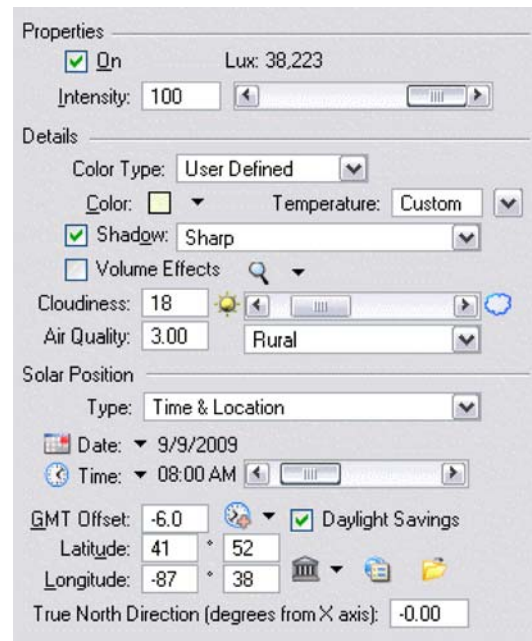 Properties
On Lux: 38,223
Intensity: 100
Details
Color Type: User Defined
Color: Temperature: Custom
Shadow: Sharp
Volume Effects
Cloudiness: 18
Air Quality: 3.00 Rural
Solar Position
Type: Time & Location
Date: 9/9/2009
Time: 08:00 AM
GMT Offset: -6.0 Daylight Savings
Latitude: 41 ° 52
Longitude: -87 ° 38
True North Direction (degrees from X axis): -0.00